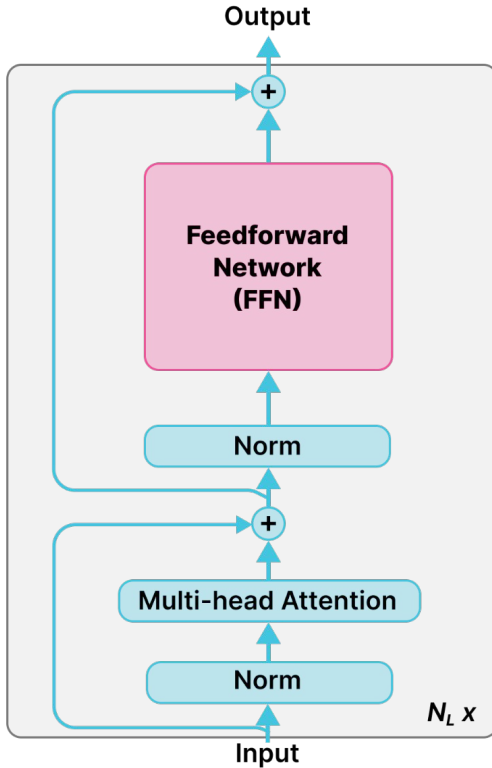 Output
+
Feedforward
Network
(FFN)
Norm
+
Multi-head Attention
Norm
N_L x
Input